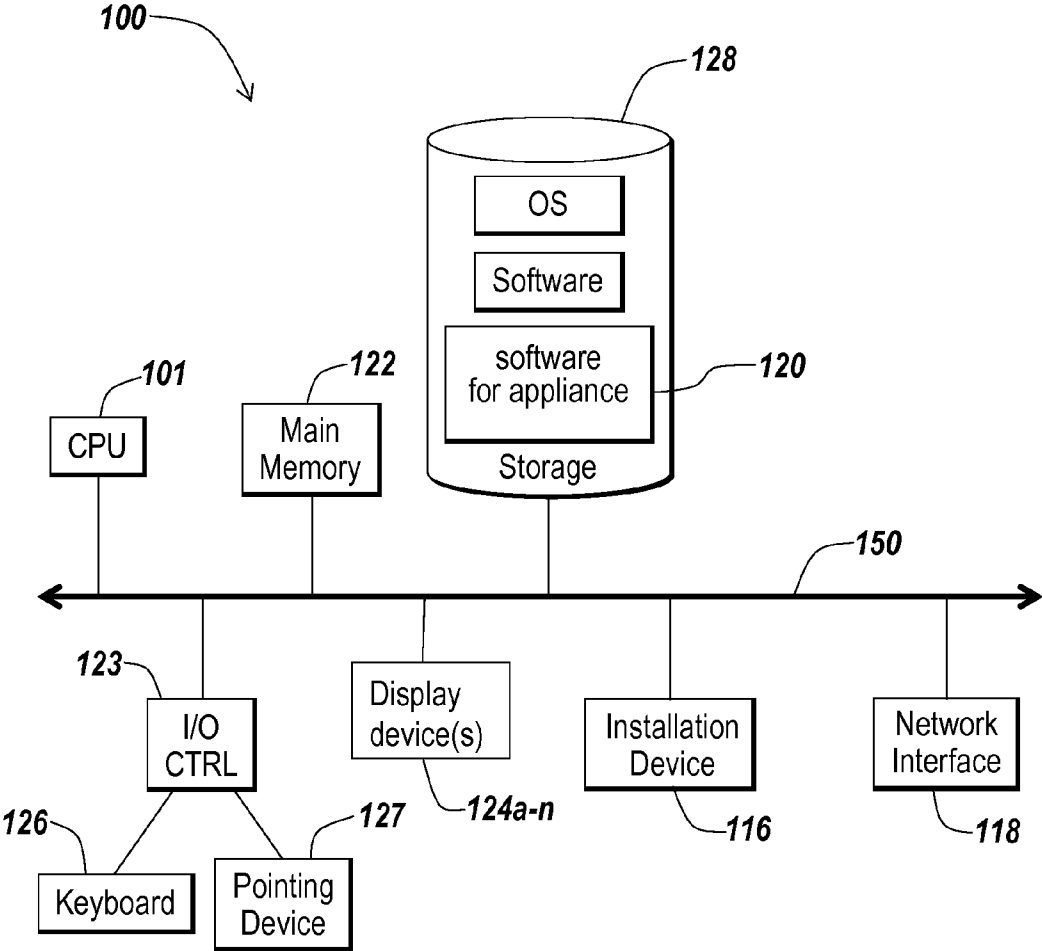 100
128
OS
Software
software
for appliance
120
Storage
101
CPU
122
Main
Memory
150
123
I/O
CTRL
Display
device(s)
124a-n
Installation
Device
116
Network
Interface
118
126
Keyboard
127
Pointing
Device